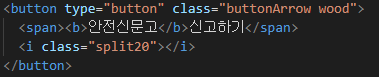 <button type="button" class="buttonArrow wood">
<span><b>안전신문고</b>신고하기</span>
<i class="split20"></i>
</button>